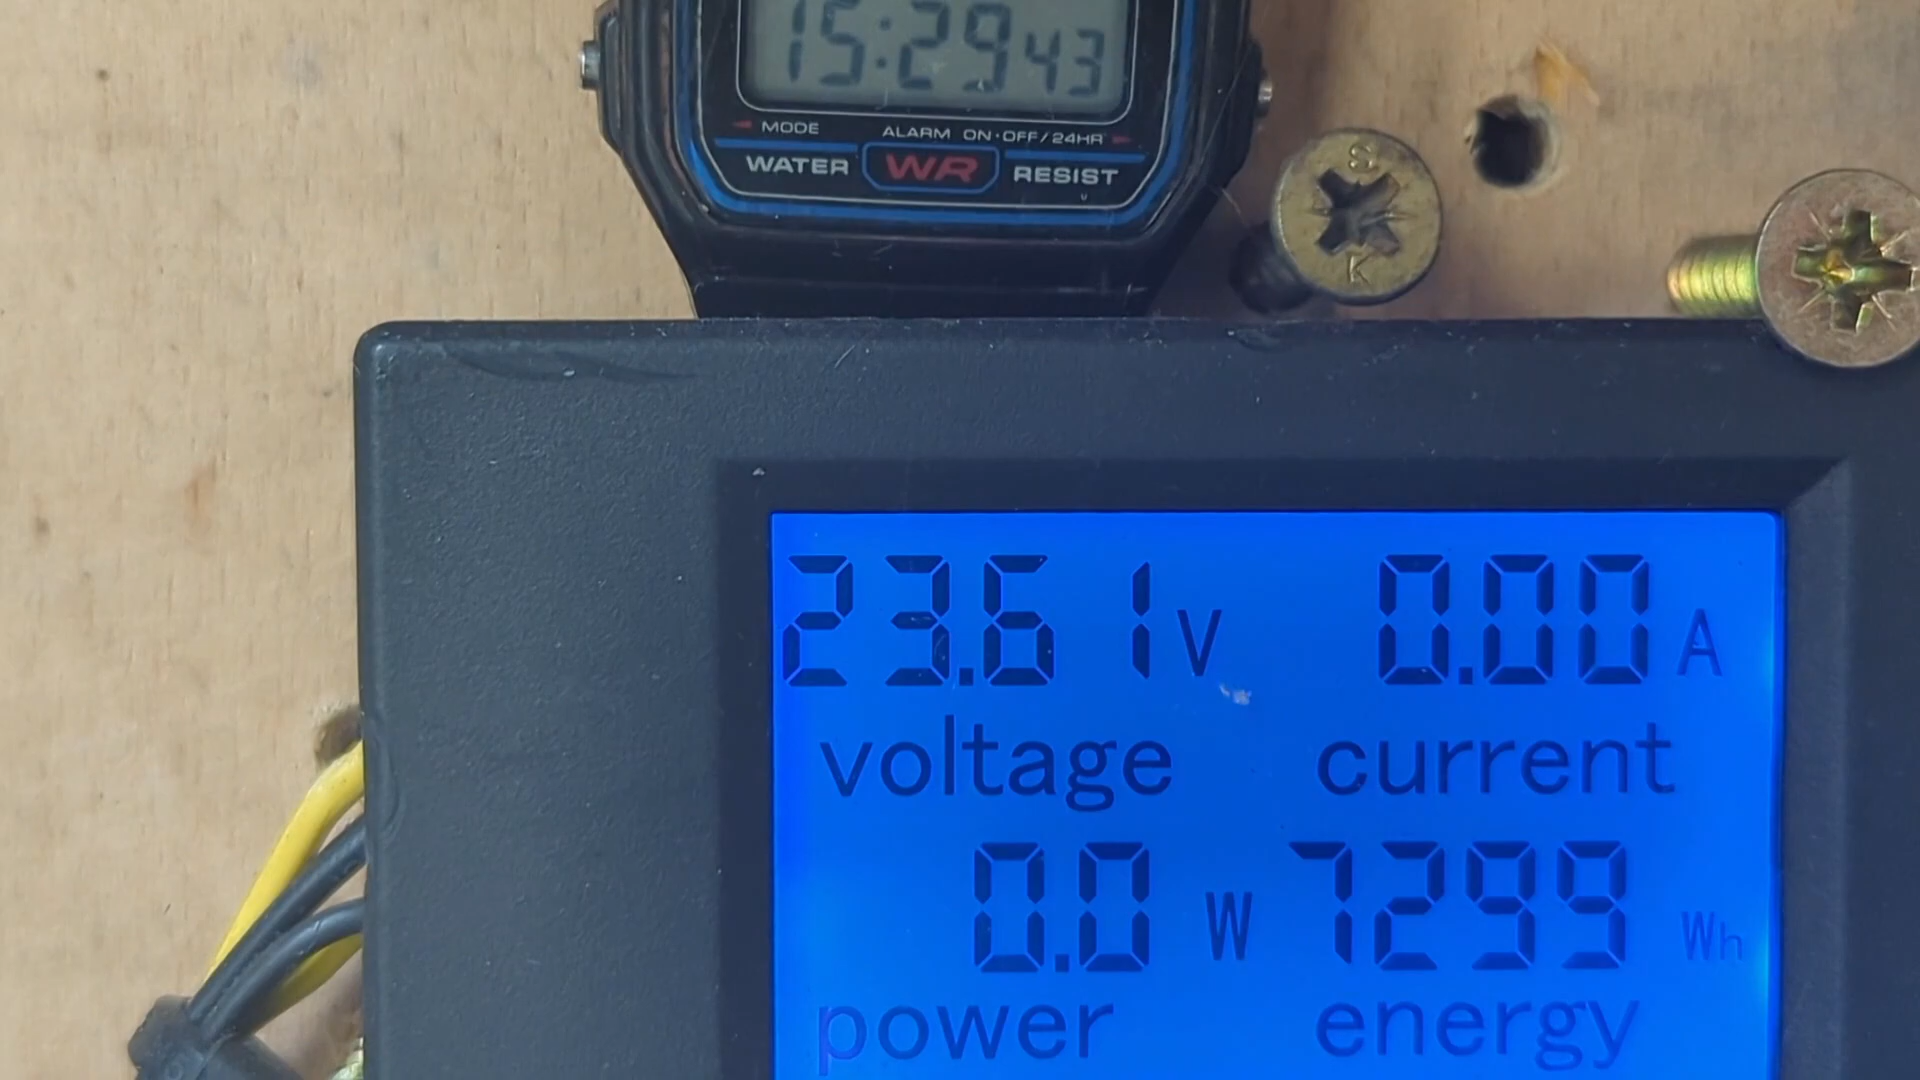 15:29 43
MODE ALARM ON·OFF/24HR
WATER WR RESIST
S
K
23.61 V 0.00 A
voltage current
0.0 W 7299 Wh
power energy